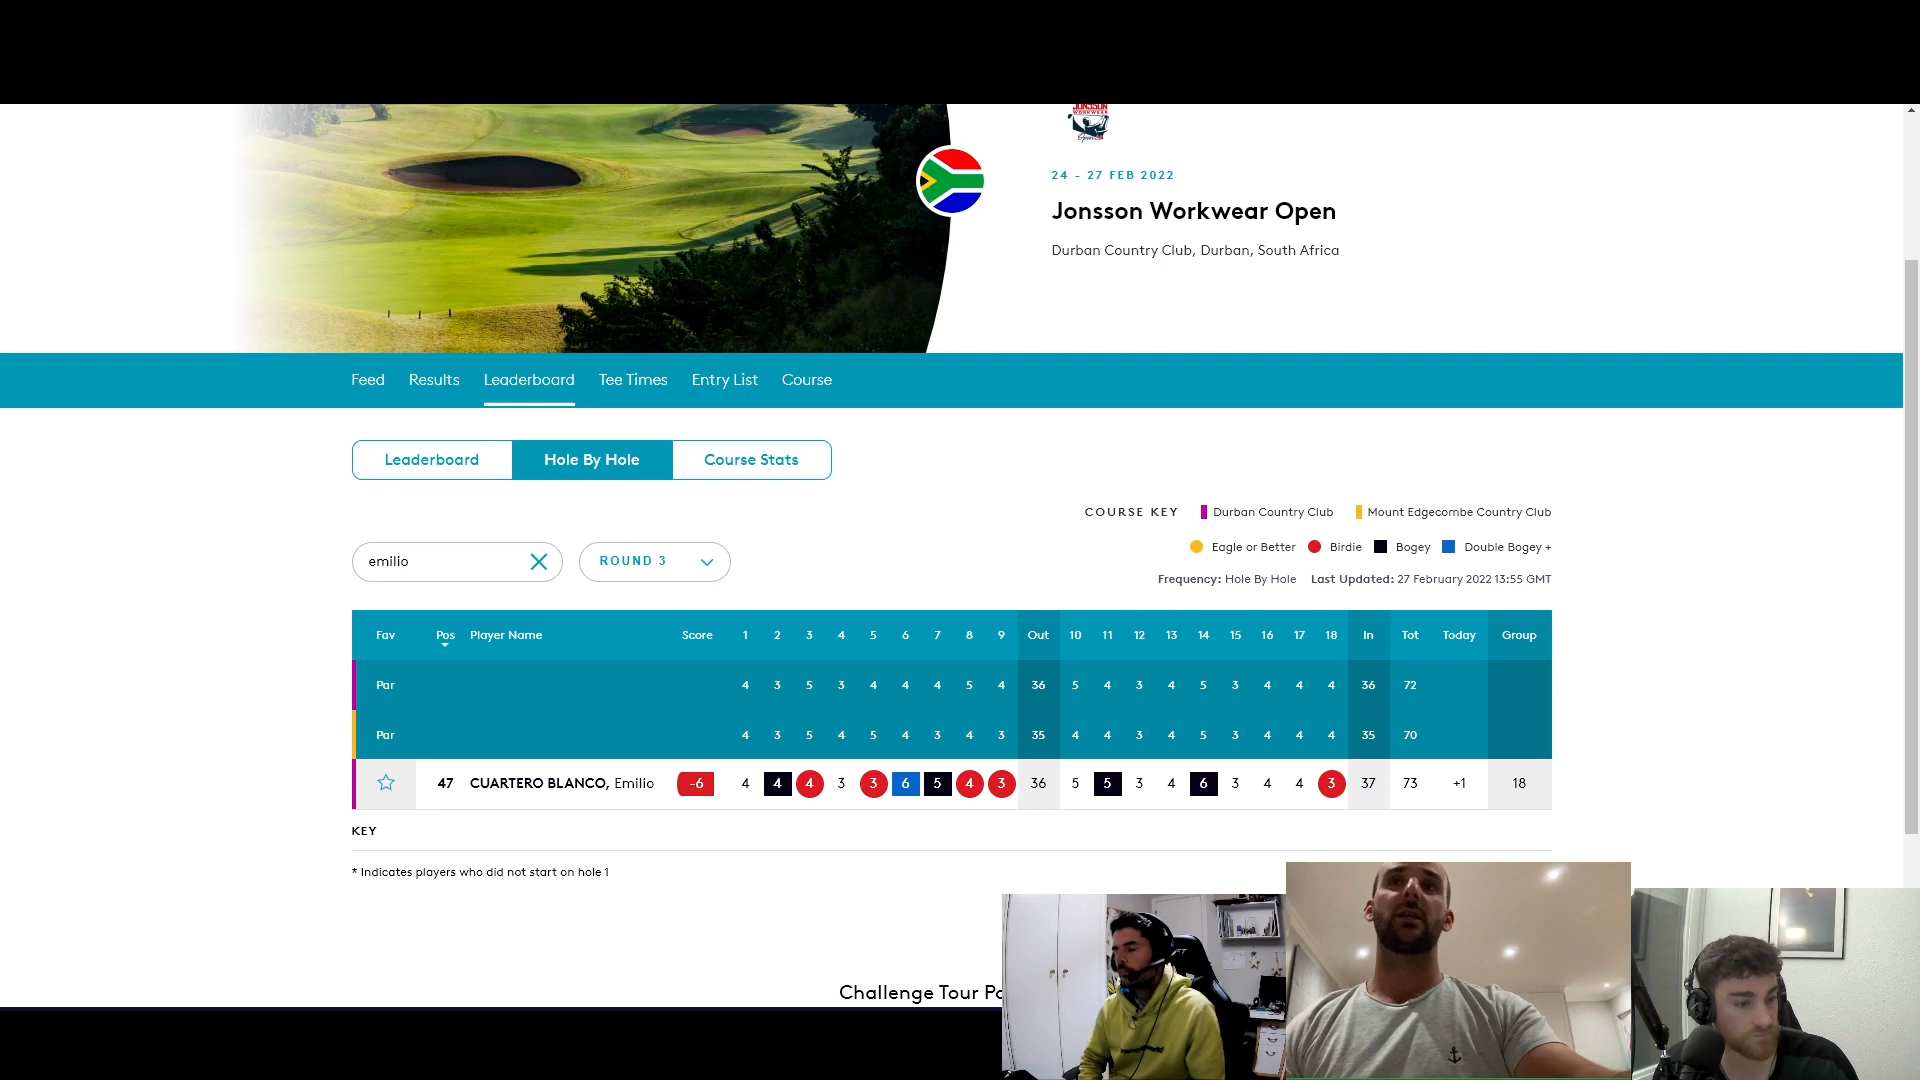 JONSSON
WORKWEAR
Open
24 - 27 FEB 2022
Jonsson Workwear Open
Durban Country Club, Durban, South Africa
Feed Results Leaderboard Tee Times Entry List Course
Leaderboard Hole By Hole Course Stats
COURSE KEY Durban Country Club Mount Edgecombe Country Club
Eagle or Better Birdie Bogey Double Bogey +
emilio ROUND 3
Frequency: Hole By Hole Last Updated: 27 February 2022 13:55 GMT
Fav Pos Player Name Score 1 2 3 4 5 6 7 8 9 Out 10 11 12 13 14 15 16 17 18 In Tot Today Group
Par 4 3 5 3 4 4 4 5 4 36 5 4 3 4 5 3 4 4 4 36 72
Par 4 3 5 4 5 4 3 4 3 35 4 4 3 4 5 3 4 4 4 35 70
47 CUARTERO BLANCO, Emilio -6 4 4 4 3 3 6 5 4 3 36 5 5 3 4 6 3 4 4 3 37 73 +1 18
KEY
* Indicates players who did not start on hole 1
Challenge Tour